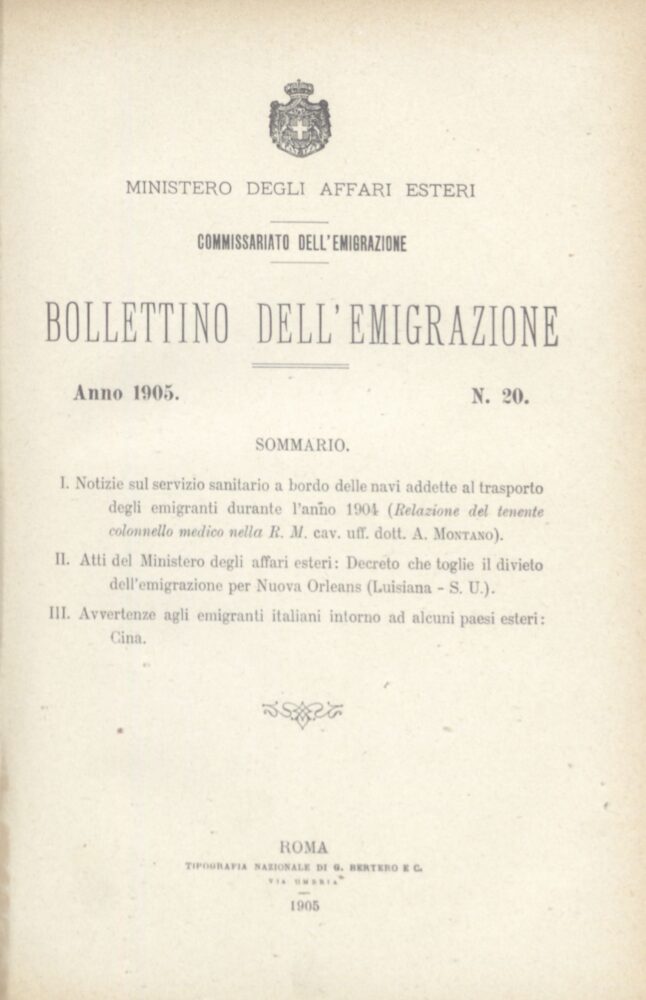 MINISTERO DEGLI AFFARI ESTERI
COMMISSARIATO DELL'EMIGRAZIONE
BOLLETTINO DELL'EMIGRAZIONE
Anno 1905.
N. 20.
SOMMARIO.
I. Notizie sul servizio sanitario a bordo delle navi addette al trasporto
degli emigranti durante l'anno 1904 (Relazione del tenente
colonnello medico nella R. M. cav. uff. dott. A. MONTANO).
II. Atti del Ministero degli affari esteri: Decreto che toglie il divieto
dell'emigrazione per Nuova Orleans (Luisiana - S. U.).
III. Avvertenze agli emigranti italiani intorno ad alcuni paesi esteri:
Cina.
ROMA
TIPOGRAFIA NAZIONALE DI G. BERTERO E C.
VIA UMBRIA
1905